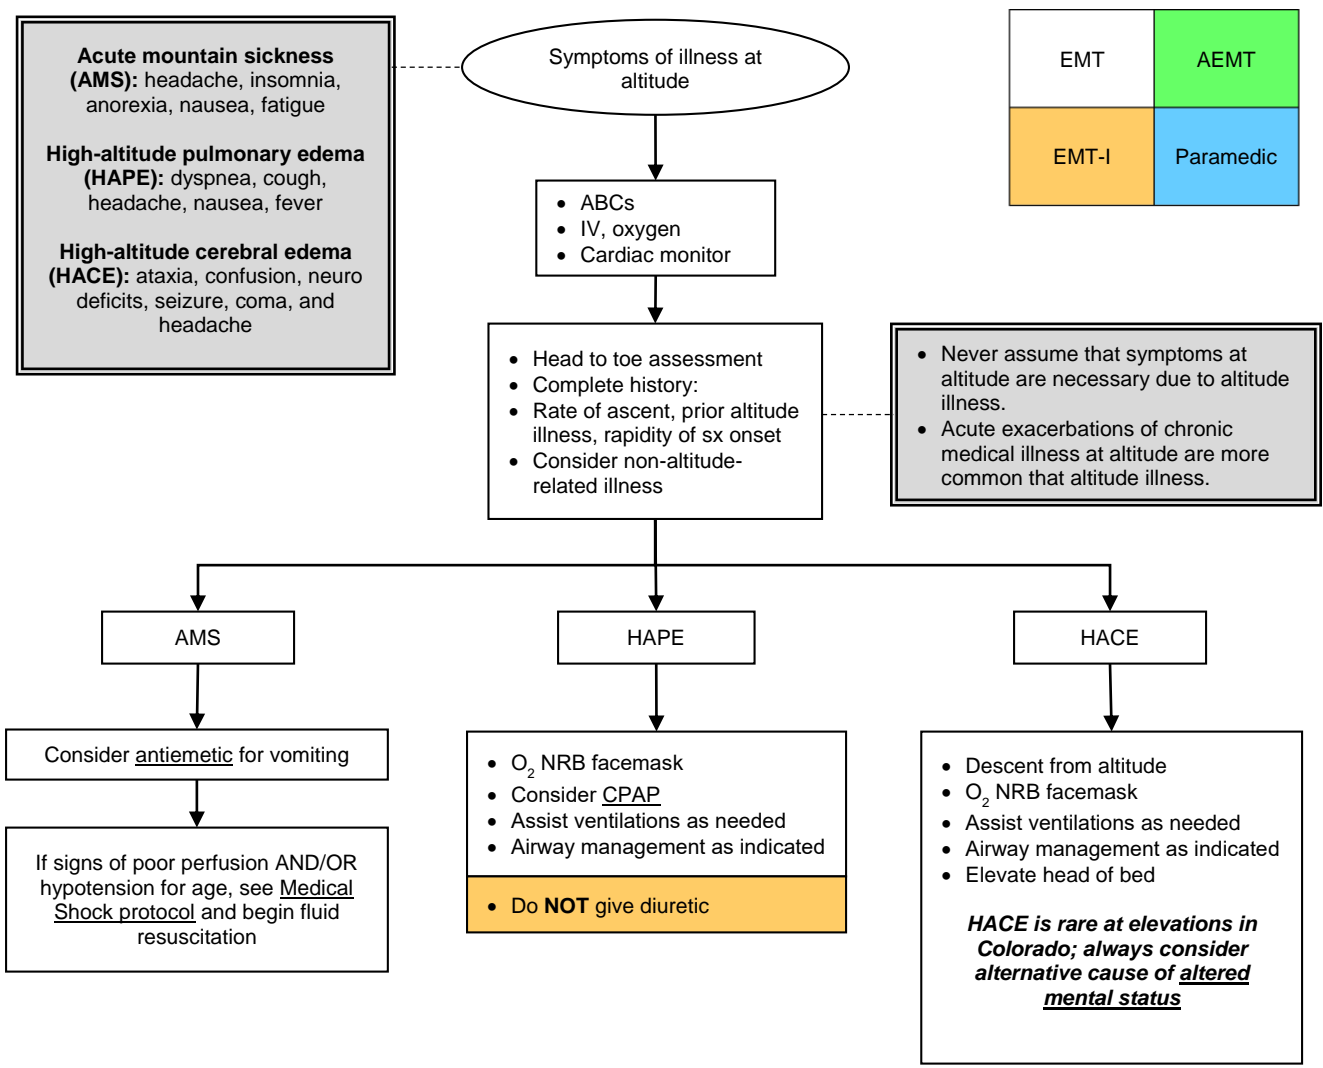 Acute mountain sickness
(AMS): headache, insomnia,
anorexia, nausea, fatigue
High-altitude pulmonary edema
(HAPE): dyspnea, cough,
headache, nausea, fever
High-altitude cerebral edema
(HACE): ataxia, confusion, neuro
deficits, seizure, coma, and
headache
Symptoms of illness at
altitude
EMT
AEMT
EMT-I
Paramedic
• ABCs
• IV, oxygen
• Cardiac monitor
• Head to toe assessment
• Complete history:
• Rate of ascent, prior altitude
illness, rapidity of sx onset
• Consider non-altitude-
related illness
• Never assume that symptoms at
altitude are necessary due to altitude
illness.
• Acute exacerbations of chronic
medical illness at altitude are more
common that altitude illness.
AMS
HAPE
HACE
Consider antiemetic for vomiting
If signs of poor perfusion AND/OR
hypotension for age, see Medical
Shock protocol and begin fluid
resuscitation
• O₂ NRB facemask
• Consider CPAP
• Assist ventilations as needed
• Airway management as indicated
• Do NOT give diuretic
• Descent from altitude
• O₂ NRB facemask
• Assist ventilations as needed
• Airway management as indicated
• Elevate head of bed
HACE is rare at elevations in
Colorado; always consider
alternative cause of altered
mental status